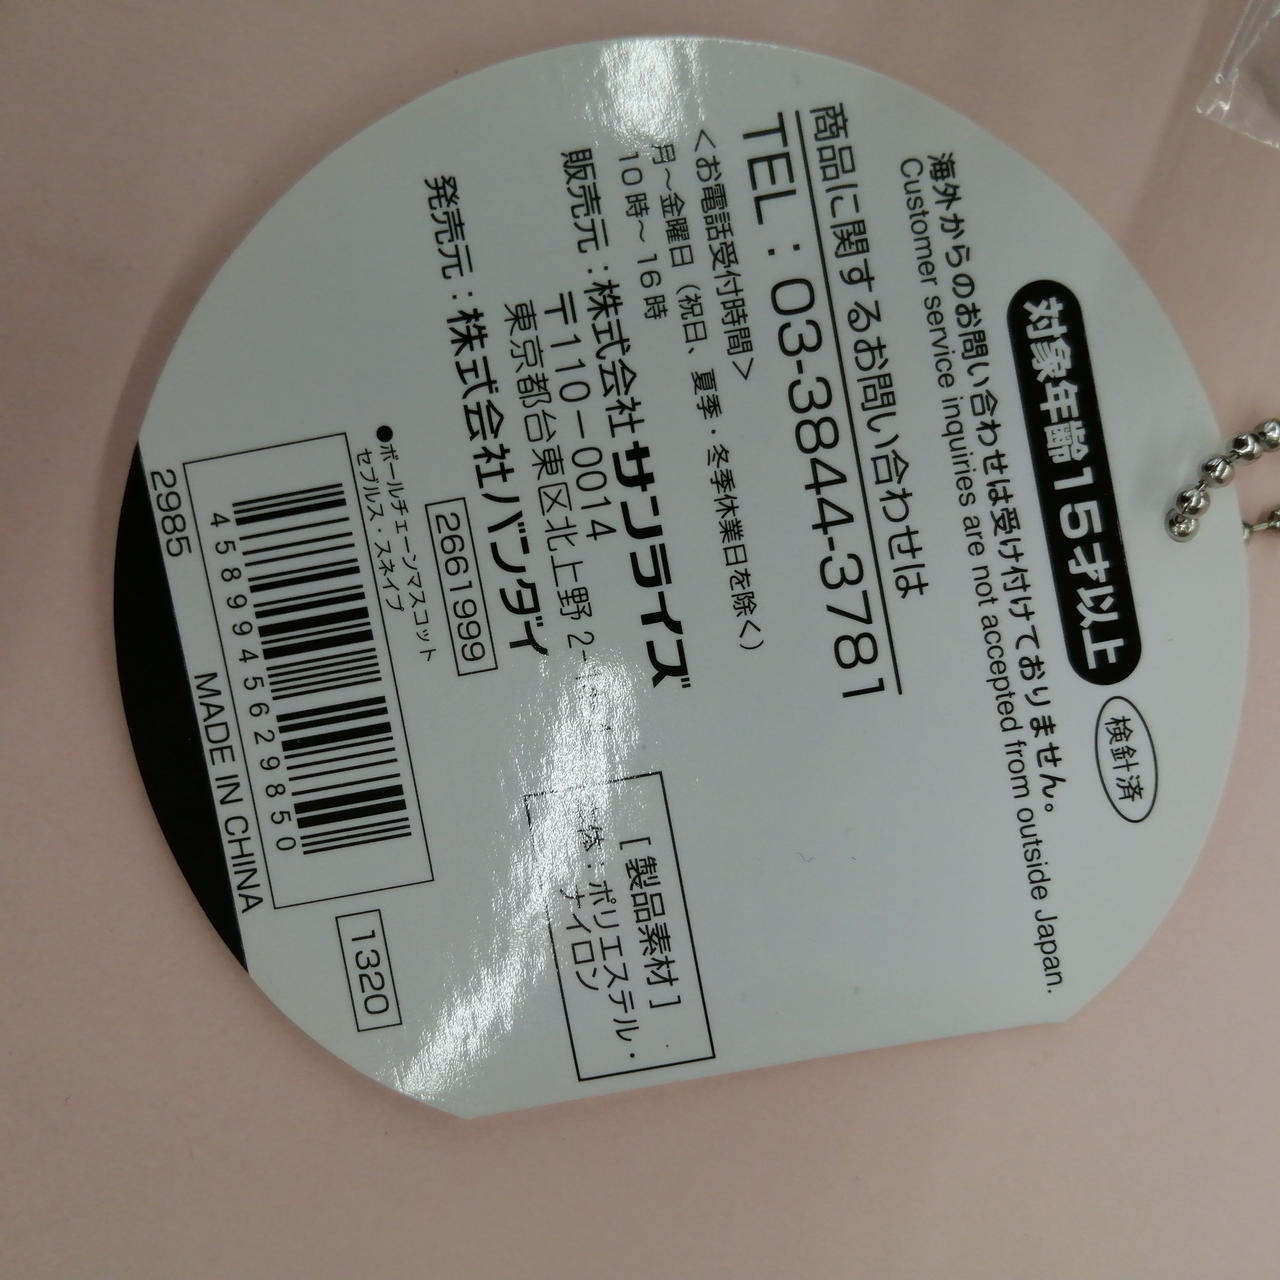 対象年齢15才以上
検針済
海外からのお問い合わせは受け付けておりません。
Customer service inquiries are not accepted from outside Japan.
商品に関するお問い合わせは
TEL：03-3844-3781
＜お電話受付時間＞
月～金曜日（祝日、夏季・冬季休業日を除く）
10時～16時
販売元：株式会社サンライズ
〒110-0014
東京都台東区北上野2-
発売元：株式会社バンダイ
2661999
［製品素材］
体：ポリエステル・
ナイロン
●ボールチェーンマスコット
セブルス・スネイプ
4589945629850
2985
MADE IN CHINA
1320